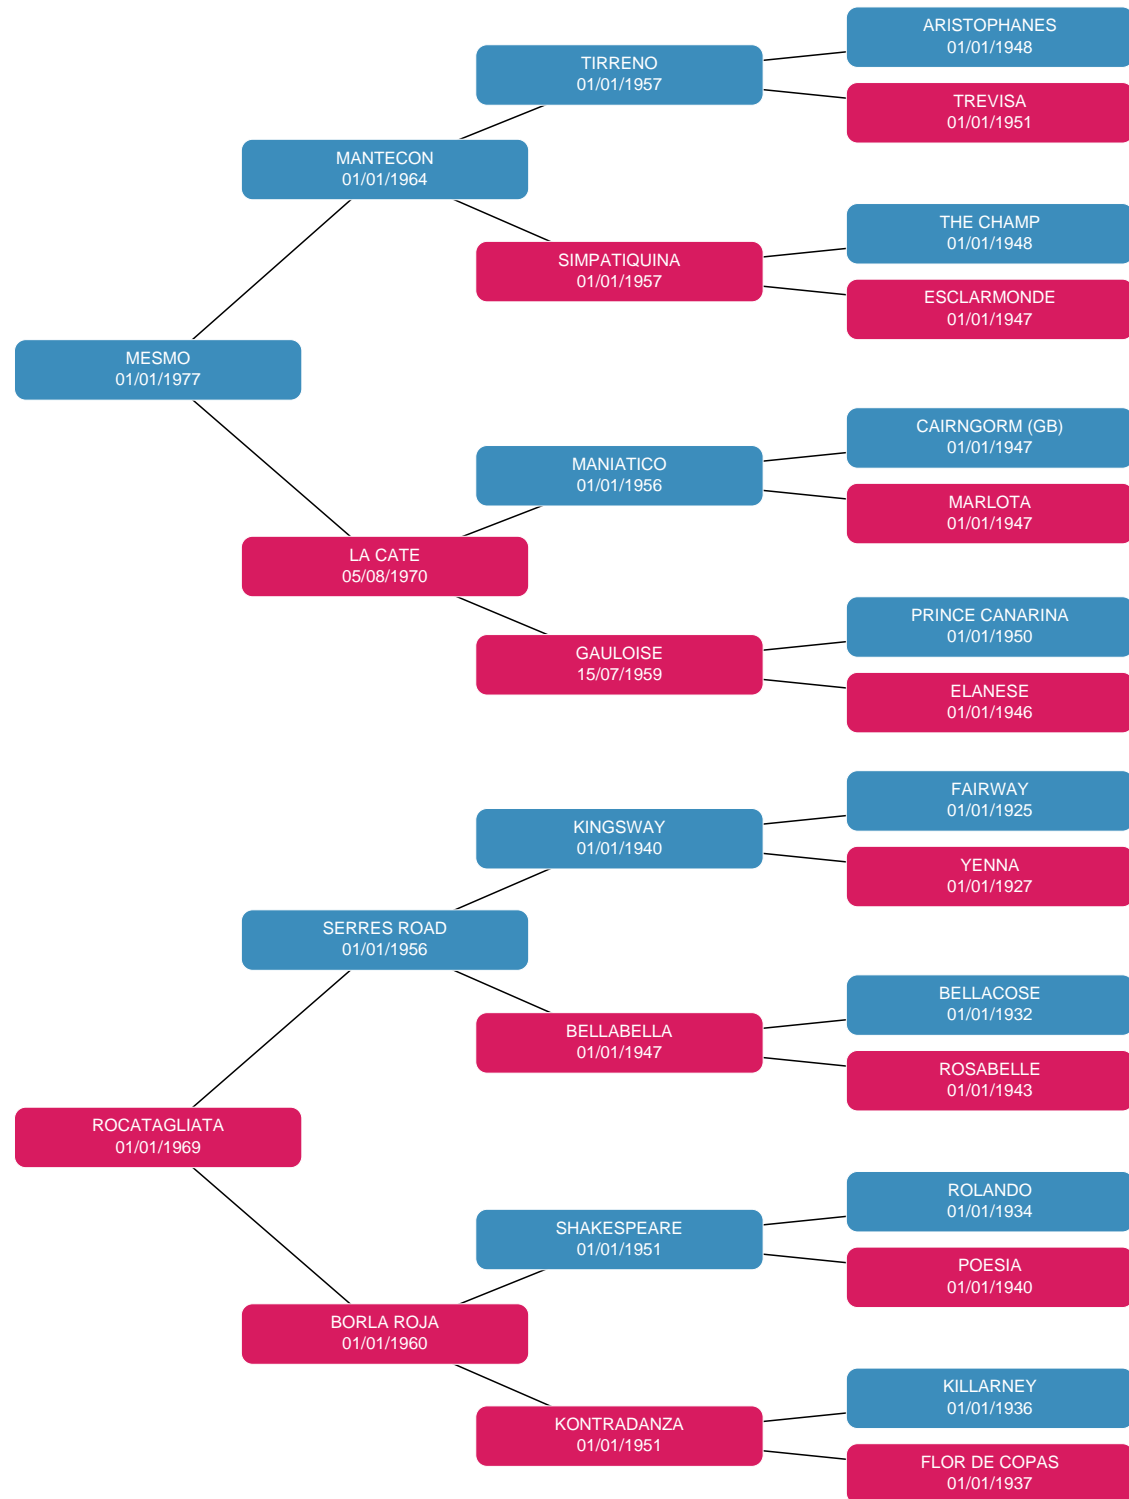 ARISTOPHANES
01/01/1948
TIRRENO
01/01/1957
TREVISA
01/01/1951
MANTECON
01/01/1964
THE CHAMP
01/01/1948
SIMPATIQUINA
01/01/1957
ESCLARMONDE
01/01/1947
MESMO
01/01/1977
CAIRNGORM (GB)
01/01/1947
MANIATICO
01/01/1956
MARLOTA
01/01/1947
LA CATE
05/08/1970
PRINCE CANARINA
01/01/1950
GAULOISE
15/07/1959
ELANESE
01/01/1946
FAIRWAY
01/01/1925
KINGSWAY
01/01/1940
YENNA
01/01/1927
SERRES ROAD
01/01/1956
BELLACOSE
01/01/1932
BELLABELLA
01/01/1947
ROSABELLE
01/01/1943
ROCATAGLIATA
01/01/1969
ROLANDO
01/01/1934
SHAKESPEARE
01/01/1951
POESIA
01/01/1940
BORLA ROJA
01/01/1960
KILLARNEY
01/01/1936
KONTRADANZA
01/01/1951
FLOR DE COPAS
01/01/1937